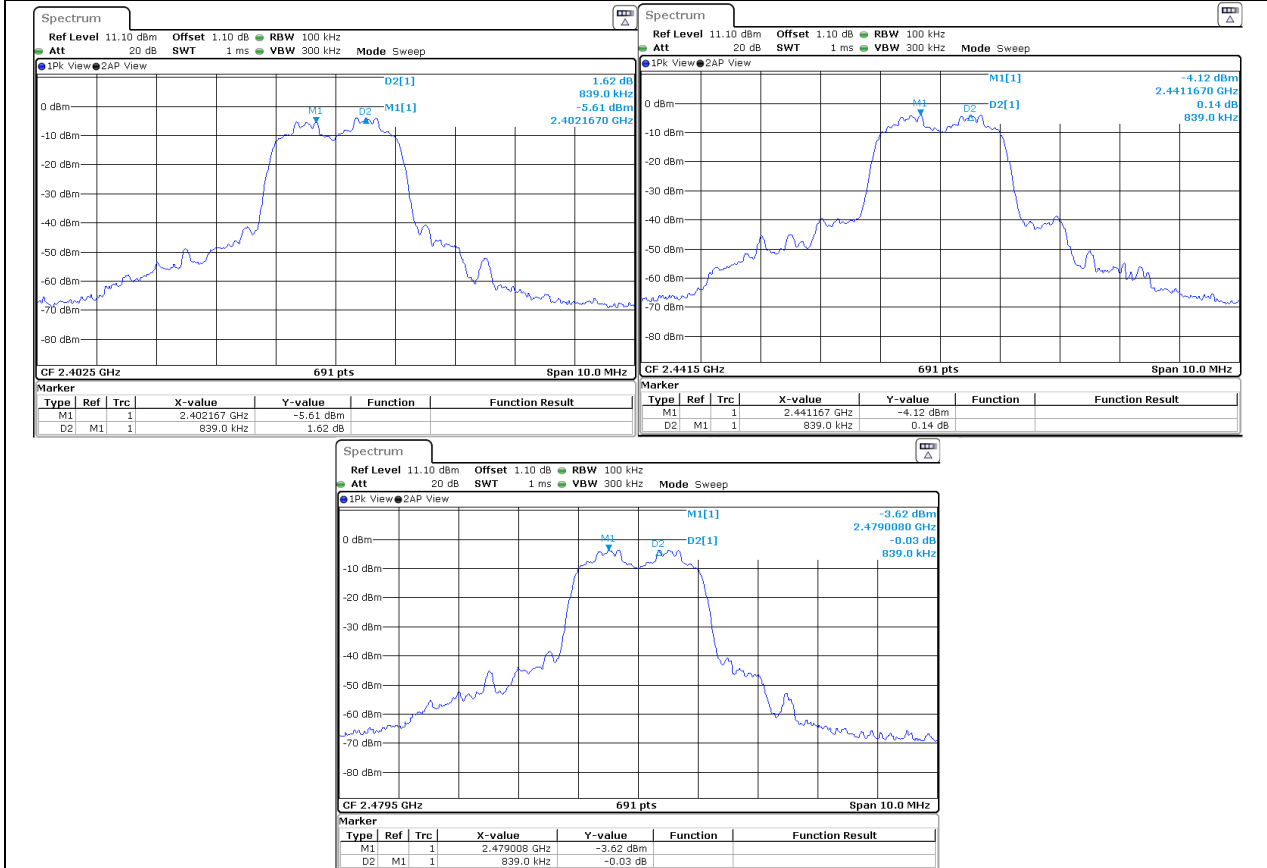 Spectrum
Ref Level 11.10 dBm Offset 1.10 dB RBW 100 kHz
Att 20 dB SWT 1 ms VBW 300 kHz Mode Sweep
1Pk View 2AP View
D2[1] 1.62 dB
839.0 kHz
M1[1] -5.61 dBm
2.4021670 GHz
M1
D2
0 dBm
-10 dBm
-20 dBm
-30 dBm
-40 dBm
-50 dBm
-60 dBm
-70 dBm
-80 dBm
CF 2.4025 GHz 691 pts Span 10.0 MHz
Marker
Type Ref Trc X-value Y-value Function Function Result
M1 1 2.402167 GHz -5.61 dBm
D2 M1 1 839.0 kHz 1.62 dB
Spectrum
Ref Level 11.10 dBm Offset 1.10 dB RBW 100 kHz
Att 20 dB SWT 1 ms VBW 300 kHz Mode Sweep
1Pk View 2AP View
M1[1] -4.12 dBm
2.4411670 GHz
D2[1] 0.14 dB
839.0 kHz
M1
D2
0 dBm
-10 dBm
-20 dBm
-30 dBm
-40 dBm
-50 dBm
-60 dBm
-70 dBm
-80 dBm
CF 2.4415 GHz 691 pts Span 10.0 MHz
Marker
Type Ref Trc X-value Y-value Function Function Result
M1 1 2.441167 GHz -4.12 dBm
D2 M1 1 839.0 kHz 0.14 dB
Spectrum
Ref Level 11.10 dBm Offset 1.10 dB RBW 100 kHz
Att 20 dB SWT 1 ms VBW 300 kHz Mode Sweep
1Pk View 2AP View
M1[1] -3.62 dBm
2.4790080 GHz
D2[1] -0.03 dB
839.0 kHz
M1
D2
0 dBm
-10 dBm
-20 dBm
-30 dBm
-40 dBm
-50 dBm
-60 dBm
-70 dBm
-80 dBm
CF 2.4795 GHz 691 pts Span 10.0 MHz
Marker
Type Ref Trc X-value Y-value Function Function Result
M1 1 2.479008 GHz -3.62 dBm
D2 M1 1 839.0 kHz -0.03 dB